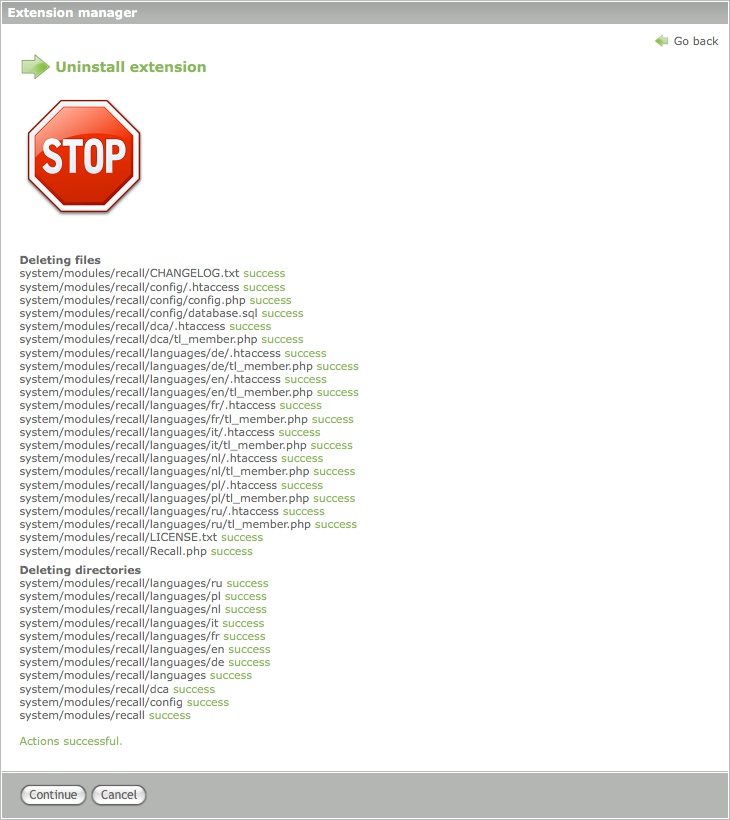 Extension manager
Go back
Uninstall extension
STOP
Deleting files
system/modules/recall/CHANGELOG.txt success
system/modules/recall/config/.htaccess success
system/modules/recall/config/config.php success
system/modules/recall/config/database.sql success
system/modules/recall/dca/.htaccess success
system/modules/recall/dca/tl_member.php success
system/modules/recall/languages/de/.htaccess success
system/modules/recall/languages/de/tl_member.php success
system/modules/recall/languages/en/.htaccess success
system/modules/recall/languages/en/tl_member.php success
system/modules/recall/languages/fr/.htaccess success
system/modules/recall/languages/fr/tl_member.php success
system/modules/recall/languages/it/.htaccess success
system/modules/recall/languages/it/tl_member.php success
system/modules/recall/languages/nl/.htaccess success
system/modules/recall/languages/nl/tl_member.php success
system/modules/recall/languages/pl/.htaccess success
system/modules/recall/languages/pl/tl_member.php success
system/modules/recall/languages/ru/.htaccess success
system/modules/recall/languages/ru/tl_member.php success
system/modules/recall/LICENSE.txt success
system/modules/recall/Recall.php success
Deleting directories
system/modules/recall/languages/ru success
system/modules/recall/languages/pl success
system/modules/recall/languages/nl success
system/modules/recall/languages/it success
system/modules/recall/languages/fr success
system/modules/recall/languages/en success
system/modules/recall/languages/de success
system/modules/recall/languages success
system/modules/recall/dca success
system/modules/recall/config success
system/modules/recall success
Actions successful.
Continue Cancel